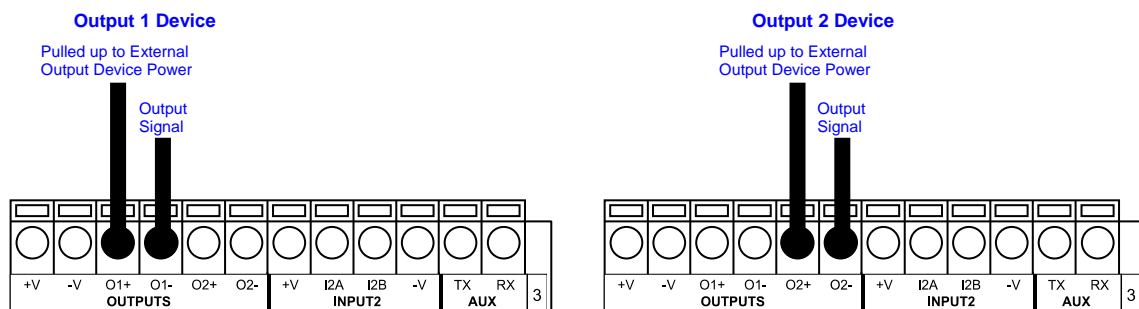 Output 1 Device
Pulled up to External
Output Device Power
Output
Signal
+V -V O1+ O1- O2+ O2- +V I2A I2B -V TX RX
OUTPUTS INPUT2 AUX 3
Output 2 Device
Pulled up to External
Output Device Power
Output
Signal
+V -V O1+ O1- O2+ O2- +V I2A I2B -V TX RX
OUTPUTS INPUT2 AUX 3